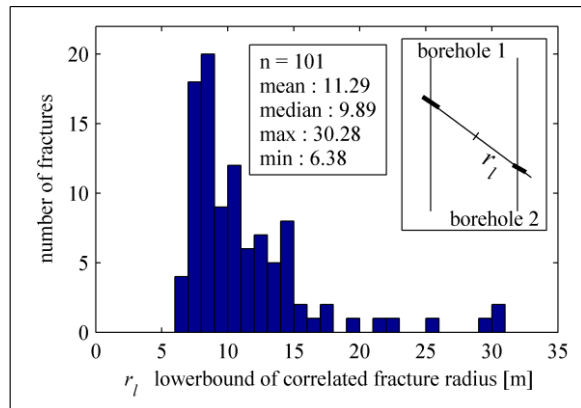 number of fractures
20
15
10
5
0
n = 101
mean : 11.29
median : 9.89
max : 30.28
min : 6.38
borehole 1
r_l
borehole 2
0 5 10 15 20 25 30 35
r_l lowerbound of correlated fracture radius [m]